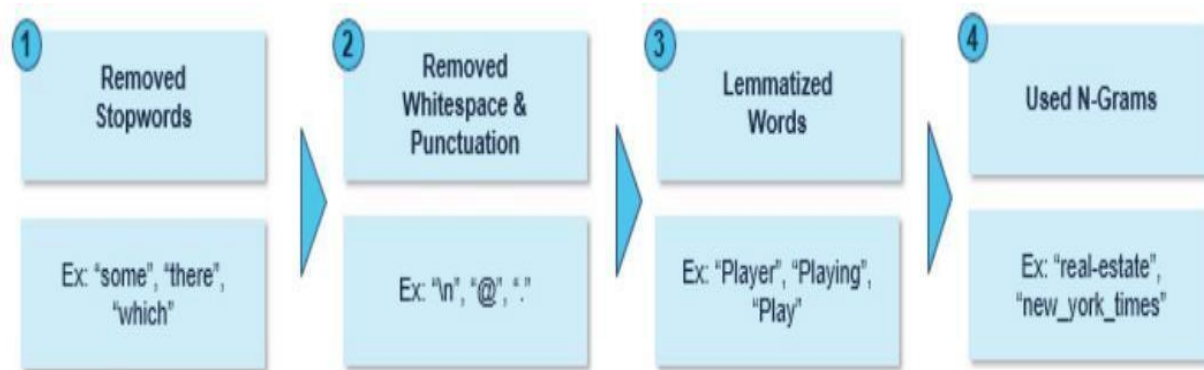 1
Removed
Stopwords
Ex: “some”, “there”,
“which”
2
Removed
Whitespace &
Punctuation
Ex: “\n”, “@”, “.”
3
Lemmatized
Words
Ex: “Player”, “Playing”,
“Play”
4
Used N-Grams
Ex: “real-estate”,
“new_york_times”